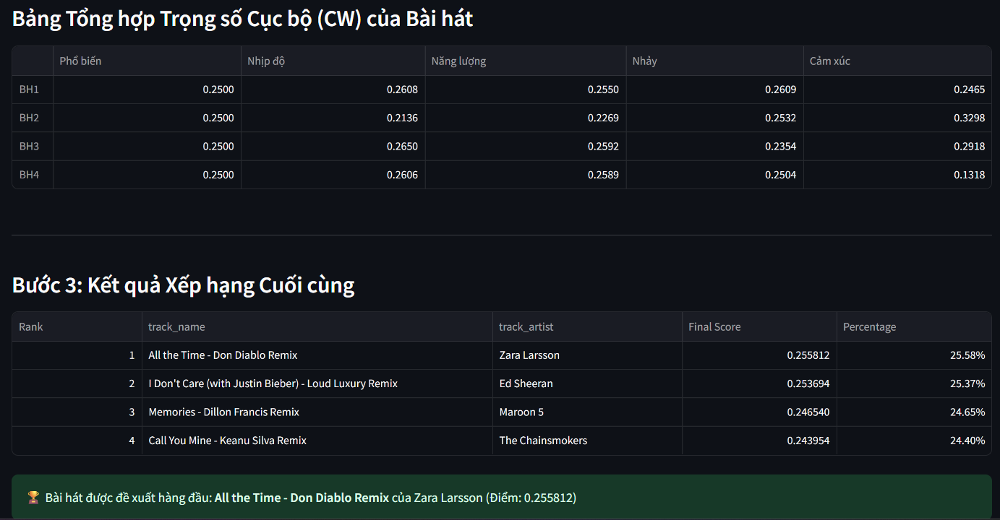 Bảng Tổng hợp Trọng số Cục bộ (CW) của Bài hát
Phổ biến Nhịp độ Năng lượng Nhảy Cảm xúc
BH1 0.2500 0.2608 0.2550 0.2609 0.2465
BH2 0.2500 0.2136 0.2269 0.2532 0.3298
BH3 0.2500 0.2650 0.2592 0.2354 0.2918
BH4 0.2500 0.2606 0.2589 0.2504 0.1318
Bước 3: Kết quả Xếp hạng Cuối cùng
Rank track_name track_artist Final Score Percentage
1 All the Time - Don Diablo Remix Zara Larsson 0.255812 25.58%
2 I Don't Care (with Justin Bieber) - Loud Luxury Remix Ed Sheeran 0.253694 25.37%
3 Memories - Dillon Francis Remix Maroon 5 0.246540 24.65%
4 Call You Mine - Keanu Silva Remix The Chainsmokers 0.243954 24.40%
🏆 Bài hát được đề xuất hàng đầu: All the Time - Don Diablo Remix của Zara Larsson (Điểm: 0.255812)